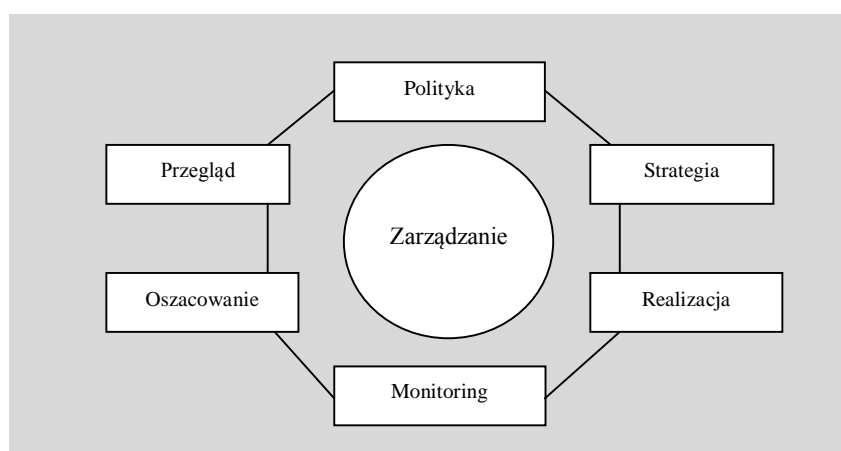 Polityka
Przegląd
Strategia
Zarządzanie
Oszacowanie
Realizacja
Monitoring